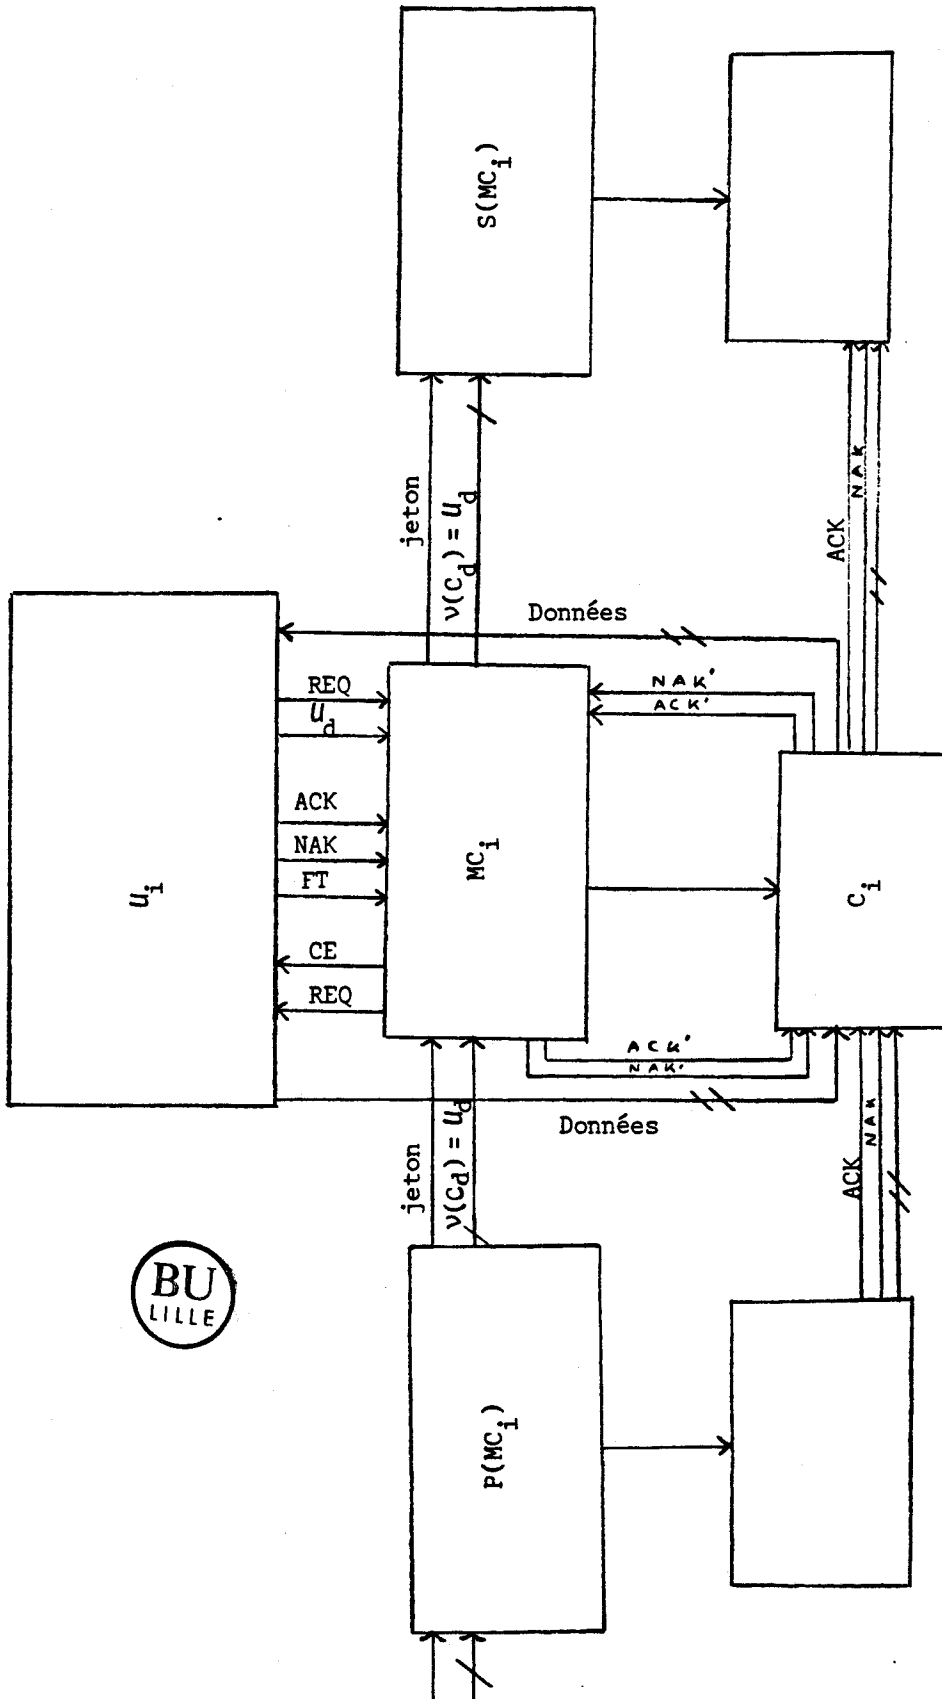 S(MC_i)
jeton
ν(C_d) = U_d
ACK
NAK
Données
REQ
U_d
NAK'
ACK'
ACK
NAK
FT
U_i
MC_i
C_i
CE
REQ
ACK'
NAK'
Données
jeton
ν(C_d) = U_d
ACK
NAK
BU
LILLE
P(MC_i)